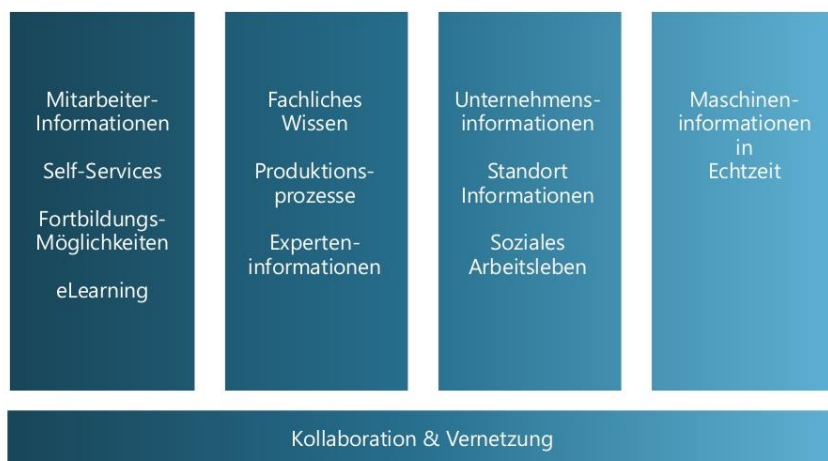 Mitarbeiter-
Informationen
Self-Services
Fortbildungs-
Möglichkeiten
eLearning
Fachliches
Wissen
Produktions-
prozesse
Experten-
informationen
Unternehmens-
informationen
Standort
Informationen
Soziales
Arbeitsleben
Maschinen-
informationen
in
Echtzeit
Kollaboration & Vernetzung